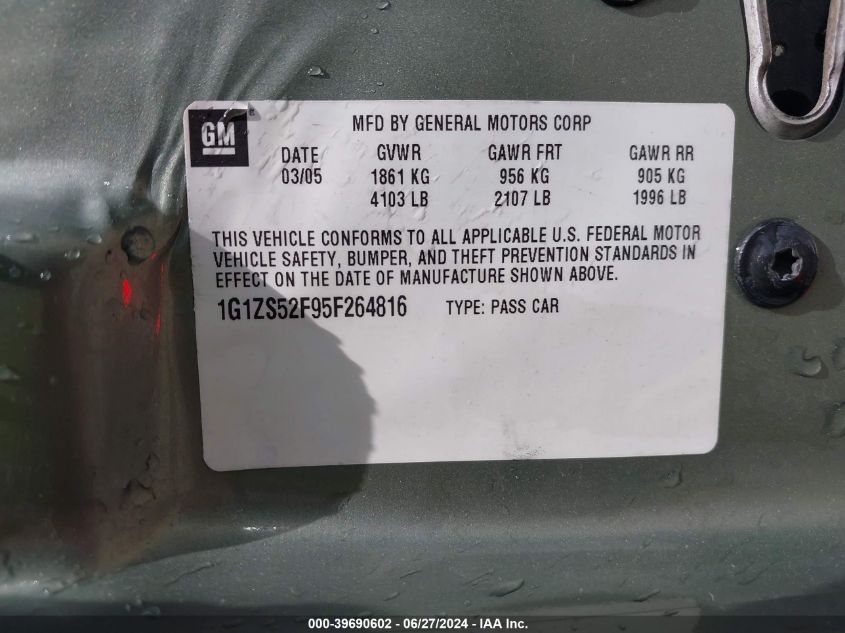 GM ®
MFD BY GENERAL MOTORS CORP
DATE GVWR GAWR FRT GAWR RR
03/05 1861 KG 956 KG 905 KG
4103 LB 2107 LB 1996 LB
THIS VEHICLE CONFORMS TO ALL APPLICABLE U.S. FEDERAL MOTOR
VEHICLE SAFETY, BUMPER, AND THEFT PREVENTION STANDARDS IN
EFFECT ON THE DATE OF MANUFACTURE SHOWN ABOVE.
1G1ZS52F95F264816 TYPE: PASS CAR
000-39690602 - 06/27/2024 - IAA Inc.